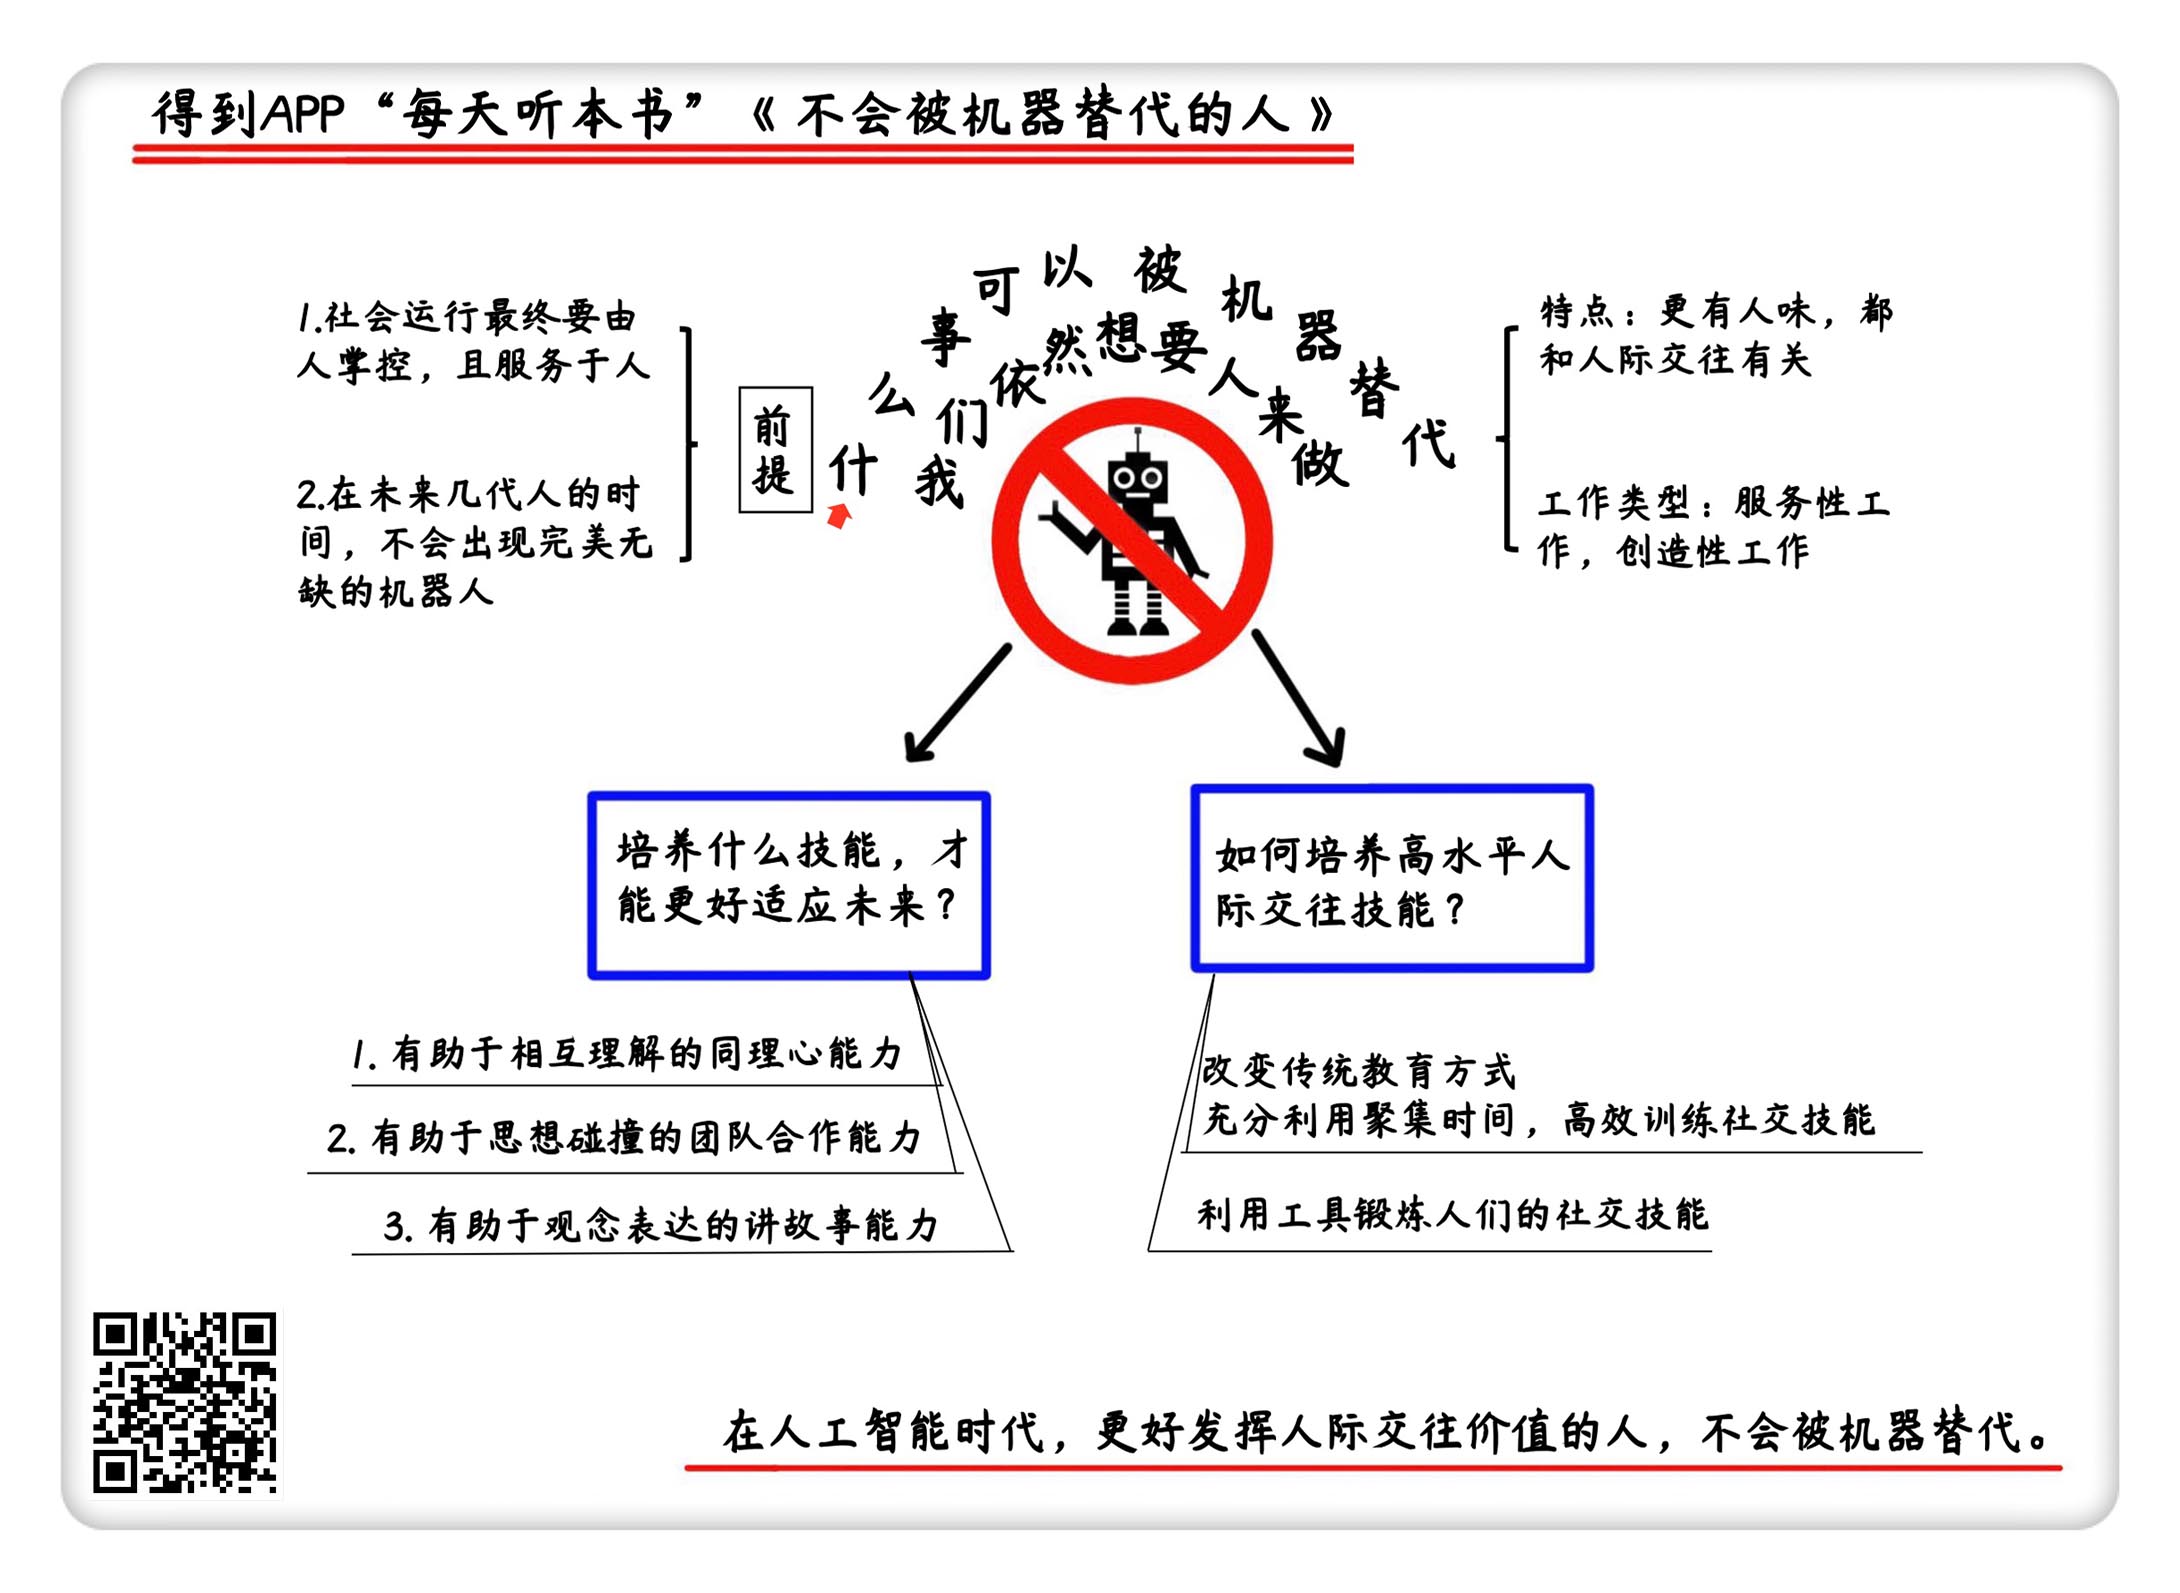 得到APP“每天听本书”《不会被机器替代的人》
什么事可以被机器替代
我们依然想要人来做
前
提
1.社会运行最终要由
人掌控，且服务于人
2.在未来几代人的时
间，不会出现完美无
缺的机器人
特点：更有人味，都
和人际交往有关
工作类型：服务性工
作，创造性工作
培养什么技能，才
能更好适应未来？
1. 有助于相互理解的同理心能力
2. 有助于思想碰撞的团队合作能力
3. 有助于观念表达的讲故事能力
如何培养高水平人
际交往技能？
改变传统教育方式
充分利用聚集时间，高效训练社交技能
利用工具锻炼人们的社交技能
在人工智能时代，更好发挥人际交往价值的人，不会被机器替代。